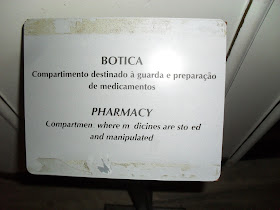 BOTICA
Compartimento destinado à guarda e preparação
de medicamentos
PHARMACY
Compartmen where m dicines are sto ed
and manipulated